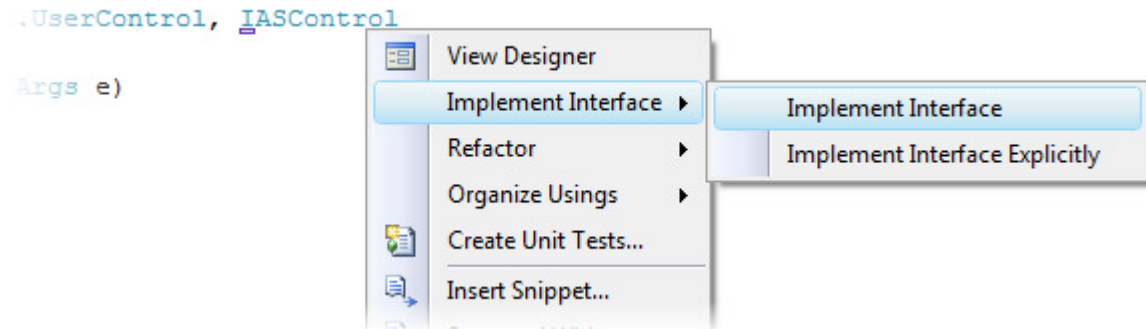 .UserControl, IASControl
View Designer
Args e)
Implement Interface
Implement Interface
Refactor
Implement Interface Explicitly
Organize Usings
Create Unit Tests...
Insert Snippet...